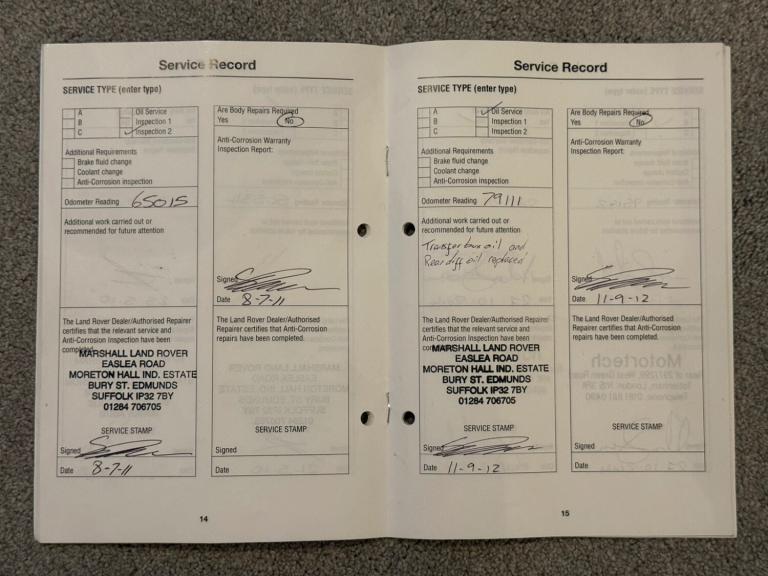 Service Record
SERVICE TYPE (enter type)
A
Oil Service
B
Inspection 1
C
Inspection 2
Additional Requirements
Brake fluid change
Coolant change
Anti-Corrosion inspection
Odometer Reading 65015
Additional work carried out or
recommended for future attention
The Land Rover Dealer/Authorised Repairer
certifies that the relevant service and
Anti-Corrosion Inspection have been
MARSHALL LAND ROVER
EASLEA ROAD
MORETON HALL IND. ESTATE
BURY ST. EDMUNDS
SUFFOLK IP32 7BY
01284 706705
SERVICE STAMP
Signed
Date 8-7-11
Are Body Repairs Required
Yes No
Anti-Corrosion Warranty
Inspection Report:
Signed
Date 8-7-11
The Land Rover Dealer/Authorised
Repairer certifies that Anti-Corrosion
repairs have been completed.
SERVICE STAMP
Signed
Date
14
Service Record
SERVICE TYPE (enter type)
A
Oil Service
B
Inspection 1
C
Inspection 2
Additional Requirements
Brake fluid change
Coolant change
Anti-Corrosion inspection
Odometer Reading 79111
Additional work carried out or
recommended for future attention
Transfer box oil and
Rear diff oil replaced
The Land Rover Dealer/Authorised Repairer
certifies that the relevant service and
Anti-Corrosion Inspection have been
MARSHALL LAND ROVER
EASLEA ROAD
MORETON HALL IND. ESTATE
BURY ST. EDMUNDS
SUFFOLK IP32 7BY
01284 706705
SERVICE STAMP
Signed
Date 11-9-12
Are Body Repairs Required
Yes No
Anti-Corrosion Warranty
Inspection Report:
Signed
Date 11-9-12
The Land Rover Dealer/Authorised
Repairer certifies that Anti-Corrosion
repairs have been completed.
SERVICE STAMP
Signed
Date
15